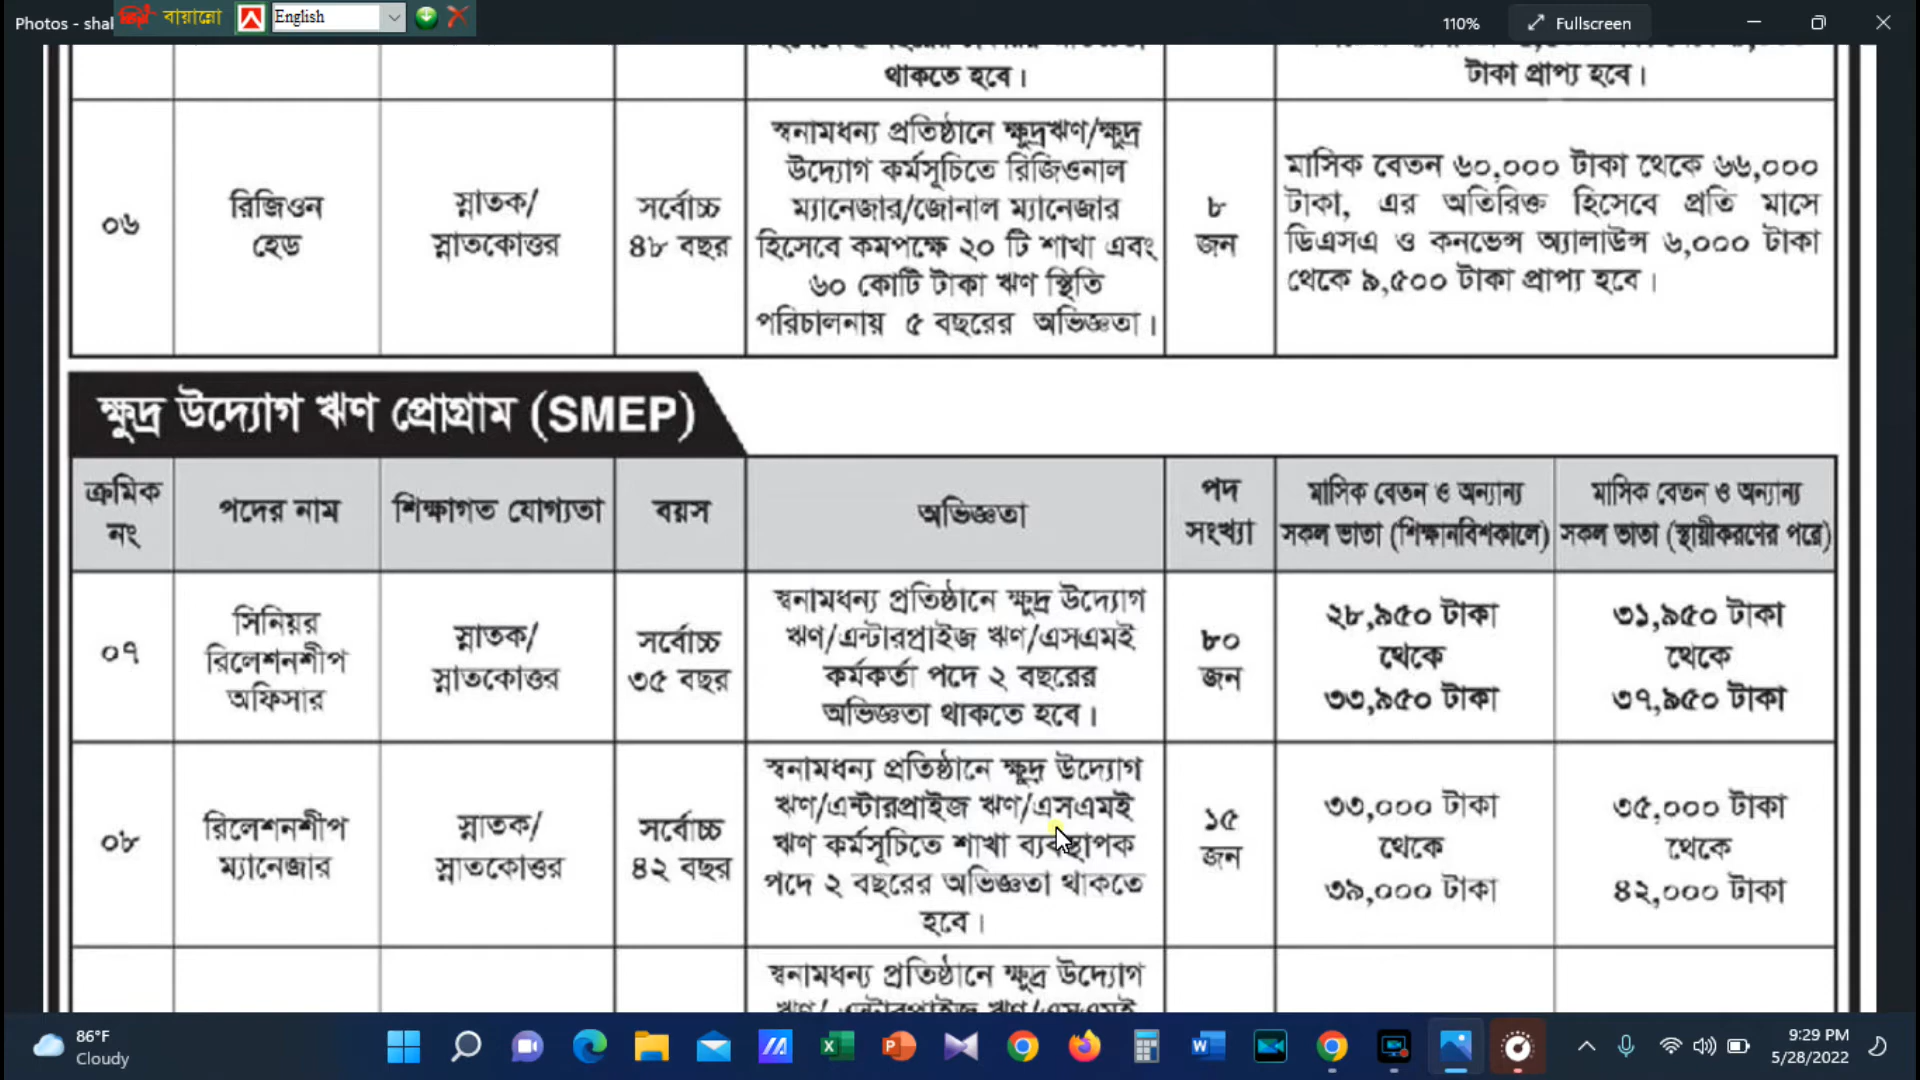 Photos - shal
বায়ান্নো
English
110%
Fullscreen
থাকতে হবে।
টাকা প্রাপ্য হবে।
০৬
রিজিওন
হেড
স্নাতক/
স্নাতকোত্তর
সর্বোচ্চ
৪৮ বছর
স্বনামধন্য প্রতিষ্ঠানে ক্ষুদ্রঋণ/ক্ষুদ্র
উদ্যোগ কর্মসূচিতে রিজিওনাল
ম্যানেজার/জোনাল ম্যানেজার
হিসেবে কমপক্ষে ২০ টি শাখা এবং
৬০ কোটি টাকা ঋণ স্থিতি
পরিচালনায় ৫ বছরের অভিজ্ঞতা।
৮
জন
মাসিক বেতন ৬০,০০০ টাকা থেকে ৬৬,০০০
টাকা, এর অতিরিক্ত হিসেবে প্রতি মাসে
ডিএসএ ও কনভেন্স অ্যালাউন্স ৬,০০০ টাকা
থেকে ৯,৫০০ টাকা প্রাপ্য হবে।
ক্ষুদ্র উদ্যোগ ঋণ প্রোগ্রাম (SMEP)
ক্রমিক
নং
পদের নাম
শিক্ষাগত যোগ্যতা
বয়স
অভিজ্ঞতা
পদ
সংখ্যা
মাসিক বেতন ও অন্যান্য
সকল ভাতা (শিক্ষানবিশকালে)
মাসিক বেতন ও অন্যান্য
সকল ভাতা (স্থায়ীকরণের পরে)
০৭
সিনিয়র
রিলেশনশীপ
অফিসার
স্নাতক/
স্নাতকোত্তর
সর্বোচ্চ
৩৫ বছর
স্বনামধন্য প্রতিষ্ঠানে ক্ষুদ্র উদ্যোগ
ঋণ/এন্টারপ্রাইজ ঋণ/এসএমই
কর্মকর্তা পদে ২ বছরের
অভিজ্ঞতা থাকতে হবে।
৮০
জন
২৮,৯৫০ টাকা
থেকে
৩৩,৯৫০ টাকা
৩১,৯৫০ টাকা
থেকে
৩৭,৯৫০ টাকা
০৮
রিলেশনশীপ
ম্যানেজার
স্নাতক/
স্নাতকোত্তর
সর্বোচ্চ
৪২ বছর
স্বনামধন্য প্রতিষ্ঠানে ক্ষুদ্র উদ্যোগ
ঋণ/এন্টারপ্রাইজ ঋণ/এসএমই
ঋণ কর্মসূচিতে শাখা ব্যবস্থাপক
পদে ২ বছরের অভিজ্ঞতা থাকতে
হবে।
১৫
জন
৩৩,০০০ টাকা
থেকে
৩৯,০০০ টাকা
৩৫,০০০ টাকা
থেকে
৪২,০০০ টাকা
স্বনামধন্য প্রতিষ্ঠানে ক্ষুদ্র উদ্যোগ
ঋণ/ এন্টারপ্রাইজ ঋণ/এসএমই
86°F
Cloudy
9:29 PM
5/28/2022